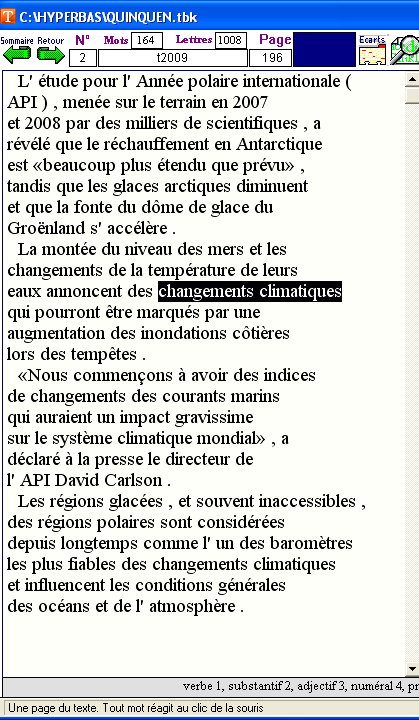 C:\HYPERBAS\QUINQUEN.tbk
Sommaire Retour N° Mots 164 Lettres 1008 Page Ecarts
2 t2009 196
L' étude pour l' Année polaire internationale (
API ) , menée sur le terrain en 2007
et 2008 par des milliers de scientifiques , a
révélé que le réchauffement en Antarctique
est «beaucoup plus étendu que prévu» ,
tandis que les glaces arctiques diminuent
et que la fonte du dôme de glace du
Groënland s' accélère .
La montée du niveau des mers et les
changements de la température de leurs
eaux annoncent des changements climatiques
qui pourront être marqués par une
augmentation des inondations côtières
lors des tempêtes .
«Nous commençons à avoir des indices
de changements des courants marins
qui auraient un impact gravissime
sur le système climatique mondial» , a
déclaré à la presse le directeur de
l' API David Carlson .
Les régions glacées , et souvent inaccessibles ,
des régions polaires sont considérées
depuis longtemps comme l' un des baromètres
les plus fiables des changements climatiques
et influencent les conditions générales
des océans et de l' atmosphère .
verbe 1, substantif 2, adjectif 3, numéral 4, pr
Une page du texte. Tout mot réagit au clic de la souris